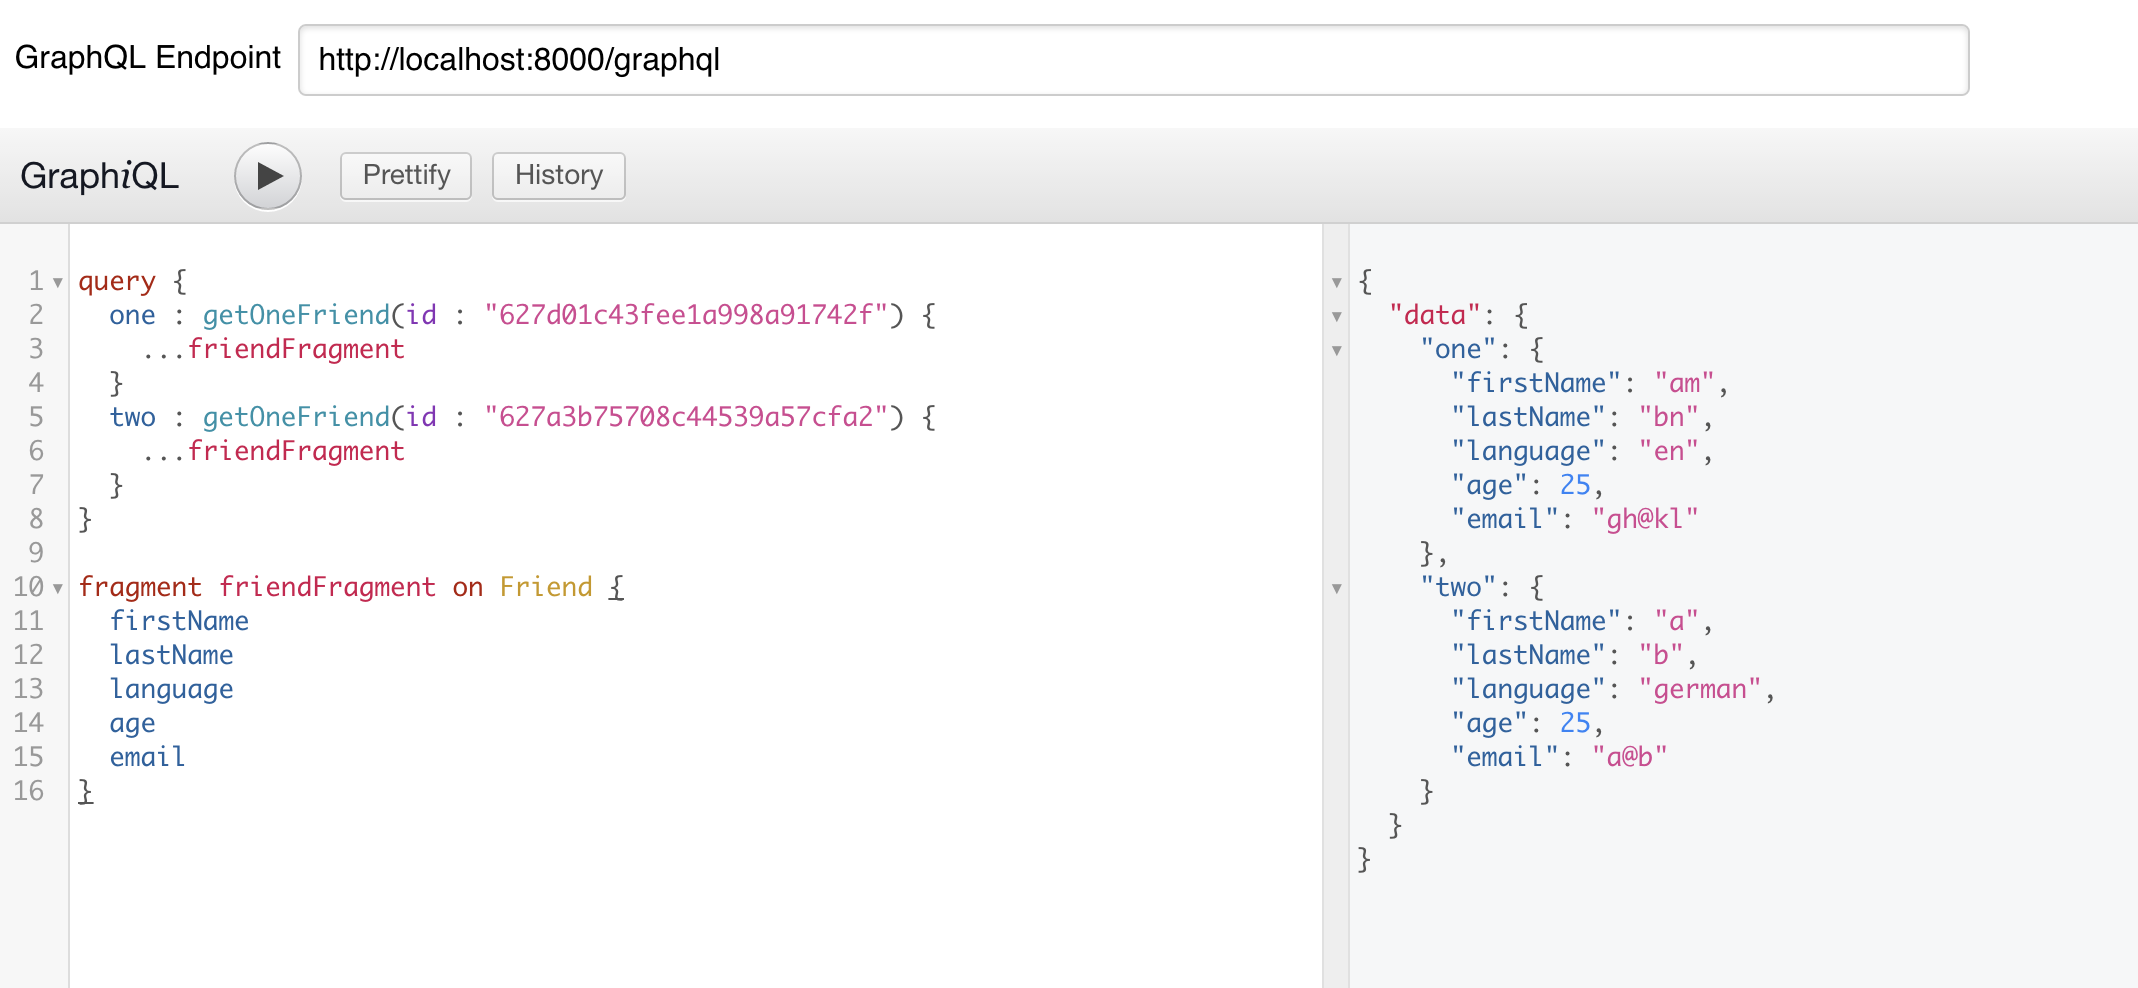 GraphQL Endpoint http://localhost:8000/graphql
GraphiQL Prettify History
1 query {
2   one : getOneFriend(id : "627d01c43fee1a998a91742f") {
3     ...friendFragment
4   }
5   two : getOneFriend(id : "627a3b75708c44539a57cfa2") {
6     ...friendFragment
7   }
8 }
9
10 fragment friendFragment on Friend {
11   firstName
12   lastName
13   language
14   age
15   email
16 }
{
  "data": {
    "one": {
      "firstName": "am",
      "lastName": "bn",
      "language": "en",
      "age": 25,
      "email": "gh@kl"
    },
    "two": {
      "firstName": "a",
      "lastName": "b",
      "language": "german",
      "age": 25,
      "email": "a@b"
    }
  }
}